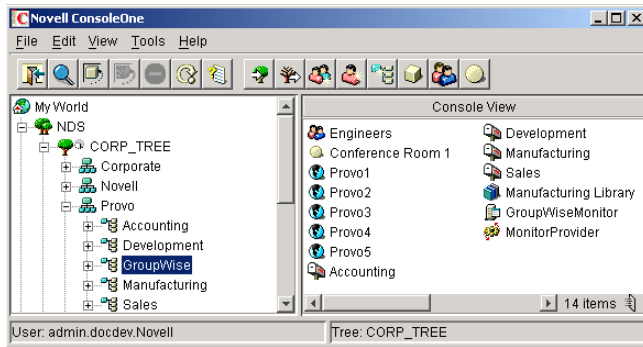 Novell ConsoleOne
File Edit View Tools Help
My World
NDS
CORP_TREE
Corporate
Novell
Provo
Accounting
Development
GroupWise
Manufacturing
Sales
Console View
Engineers
Conference Room 1
Provo1
Provo2
Provo3
Provo4
Provo5
Accounting
Development
Manufacturing
Sales
Manufacturing Library
GroupWiseMonitor
MonitorProvider
14 items
User: admin.docdev.Novell
Tree: CORP_TREE